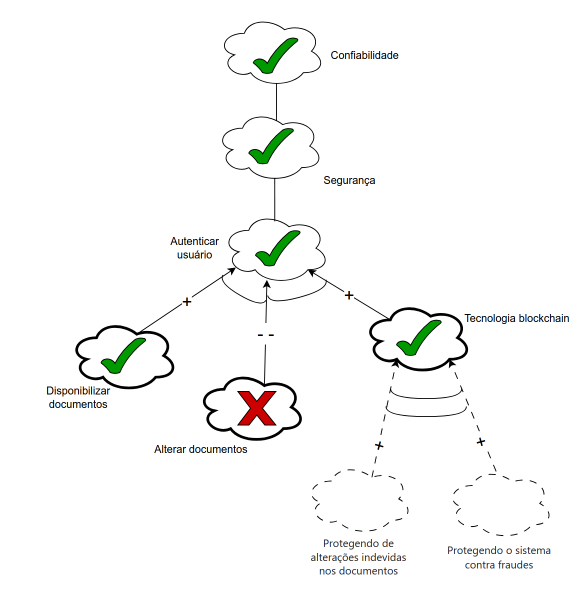 Confiabilidade
Segurança
Autenticar
usuário
+
+
- -
Tecnologia blockchain
Disponibilizar
documentos
Alterar documentos
+
+
Protegendo de
alterações indevidas
nos documentos
Protegendo o sistema
contra fraudes